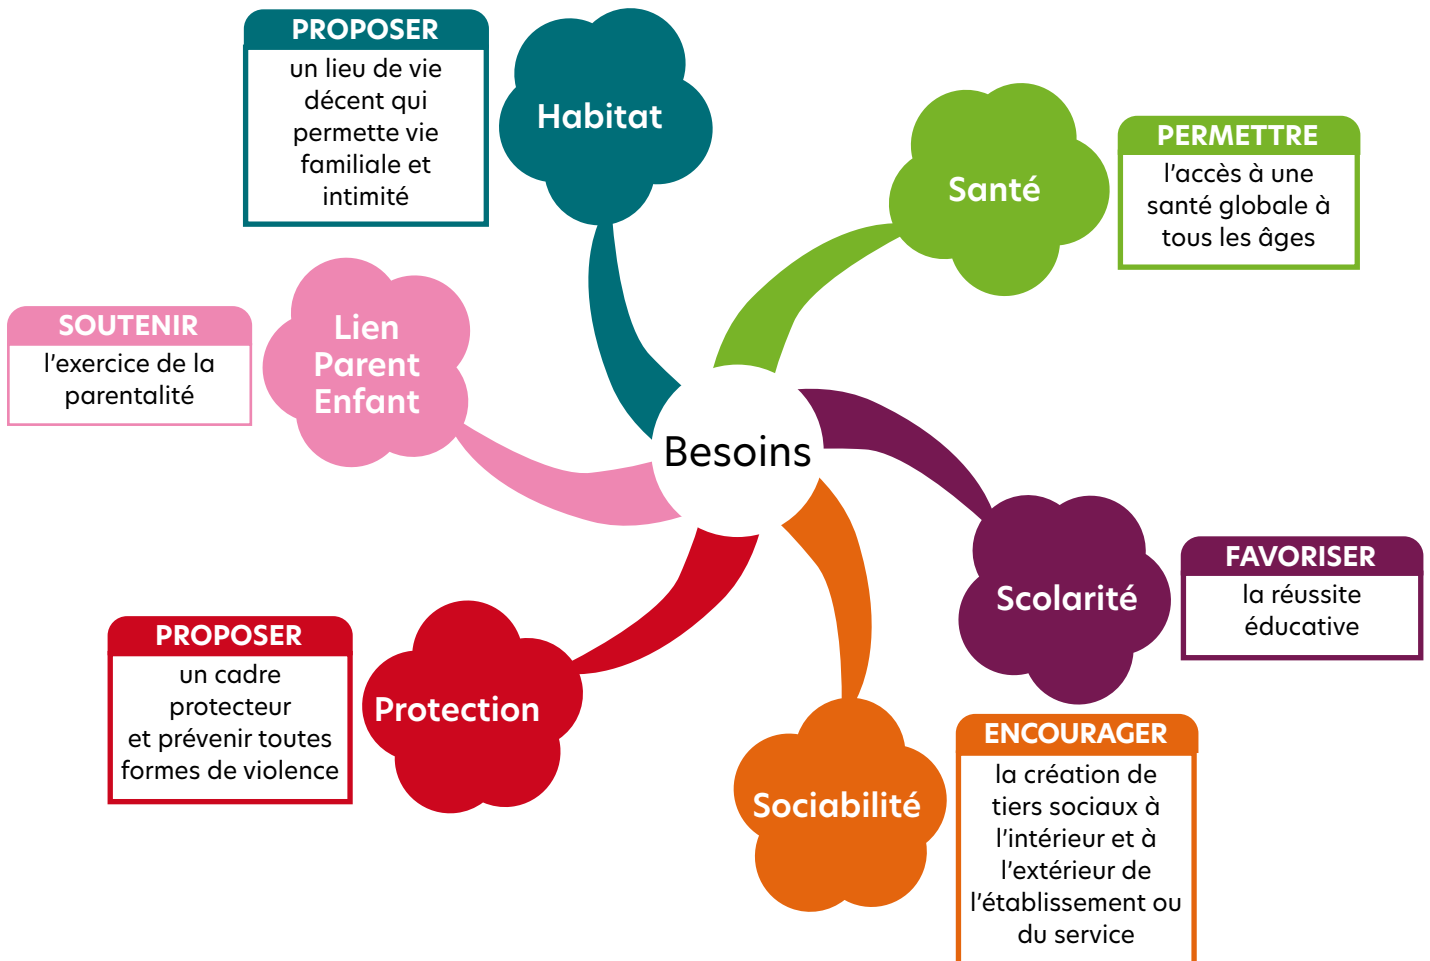 PROPOSER
un lieu de vie
décent qui
permette vie
familiale et
intimité
Habitat
Santé
PERMETTRE
l'accès à une
santé globale à
tous les âges
SOUTENIR
l'exercice de la
parentalité
Lien
Parent
Enfant
Besoins
Scolarité
FAVORISER
la réussite
éducative
PROPOSER
un cadre
protecteur
et prévenir toutes
formes de violence
Protection
Sociabilité
ENCOURAGER
la création de
tiers sociaux à
l'intérieur et à
l'extérieur de
l'établissement ou
du service